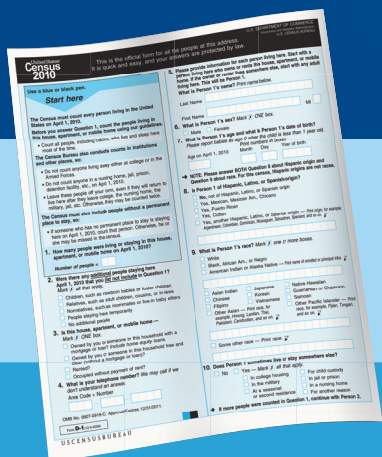 United States
Census
2010
This is the official form for all the people at this address.
It is quick and easy, and your answers are protected by law.
U.S. DEPARTMENT OF COMMERCE
Economics and Statistics Administration
U.S. CENSUS BUREAU
Use a blue or black pen.
Start here
The Census must count every person living in the United
States on April 1, 2010.
Before you answer Question 1, count the people living in
this house, apartment, or mobile home using our guidelines.
• Count all people, including babies, who live and sleep here
most of the time.
The Census Bureau also conducts counts in institutions
and other places, so:
• Do not count anyone living away either at college or in the
Armed Forces.
• Do not count anyone in a nursing home, jail, prison,
detention facility, etc., on April 1, 2010.
• Leave these people off your form, even if they will return to
live here after they leave college, the nursing home, the
military, jail, etc. Otherwise, they may be counted twice.
The Census must also include people without a permanent
place to stay, so:
• If someone who has no permanent place to stay is staying
here on April 1, 2010, count that person. Otherwise, he or
she may be missed in the census.
1. How many people were living or staying in this house,
apartment, or mobile home on April 1, 2010?
Number of people =
2. Were there any additional people staying here
April 1, 2010 that you did not include in Question 1?
Mark X all that apply.
Children, such as newborn babies or foster children
Relatives, such as adult children, cousins, or in-laws
Nonrelatives, such as roommates or live-in baby sitters
People staying here temporarily
No additional people
3. Is this house, apartment, or mobile home —
Mark X ONE box.
Owned by you or someone in this household with a
mortgage or loan? Include home equity loans.
Owned by you or someone in this household free and
clear (without a mortgage or loan)?
Rented?
Occupied without payment of rent?
4. What is your telephone number? We may call if we
don't understand an answer.
Area Code + Number
OMB No. 0607-0919-C: Approval Expires 12/31/2011.
Form D-1
USCENSUSBUREAU
5. Please provide information for each person living here. Start with a
person living here who owns or rents this house, apartment, or mobile
home. If the owner or renter lives somewhere else, start with any adult
living here. This will be Person 1.
What is Person 1's name? Print name below.
Last Name
First Name
MI
6. What is Person 1's sex? Mark X ONE box.
Male
Female
7. What is Person 1's age and what is Person 1's date of birth?
Please report babies as age 0 when the child is less than 1 year old.
Print numbers in boxes.
Age on April 1, 2010
Month
Day
Year of birth
→ NOTE: Please answer BOTH Question 8 about Hispanic origin and
Question 9 about race. For this census, Hispanic origins are not races.
8. Is Person 1 of Hispanic, Latino, or Spanish origin?
No, not of Hispanic, Latino, or Spanish origin
Yes, Mexican, Mexican Am., Chicano
Yes, Puerto Rican
Yes, Cuban
Yes, another Hispanic, Latino, or Spanish origin — Print origin, for example,
Argentinean, Colombian, Dominican, Nicaraguan, Salvadoran, Spaniard, and so on.
9. What is Person 1's race? Mark X one or more boxes.
White
Black, African Am., or Negro
American Indian or Alaska Native — Print name of enrolled or principal tribe.
Asian Indian
Japanese
Native Hawaiian
Chinese
Korean
Guamanian or Chamorro
Filipino
Vietnamese
Samoan
Other Asian — Print race, for
example, Hmong, Laotian, Thai,
Pakistani, Cambodian, and so on.
Other Pacific Islander — Print
race, for example, Fijian, Tongan,
and so on.
Some other race — Print race.
10. Does Person 1 sometimes live or stay somewhere else?
No
Yes — Mark X all that apply.
In college housing
For child custody
In the military
In jail or prison
At a seasonal
or second residence
In a nursing home
For another reason
→ If more people were counted in Question 1, continue with Person 2.